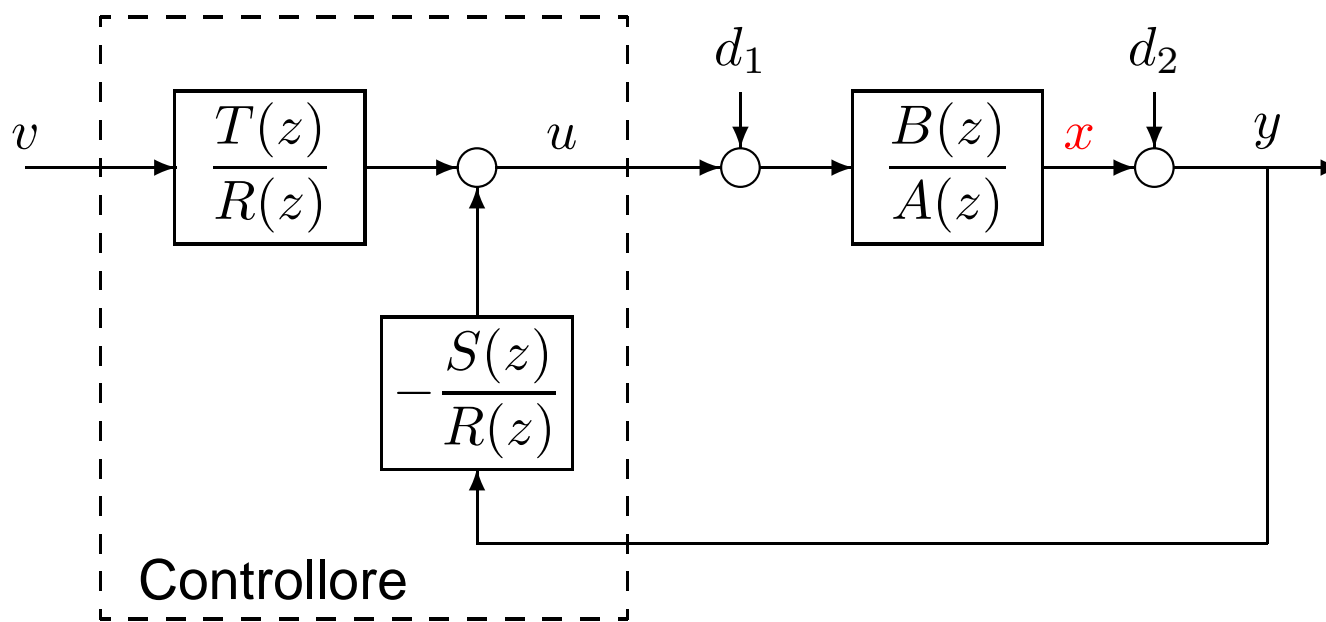 v
T(z)
R(z)
u
d₁
B(z)
A(z)
x
d₂
y
−
S(z)
R(z)
Controllore